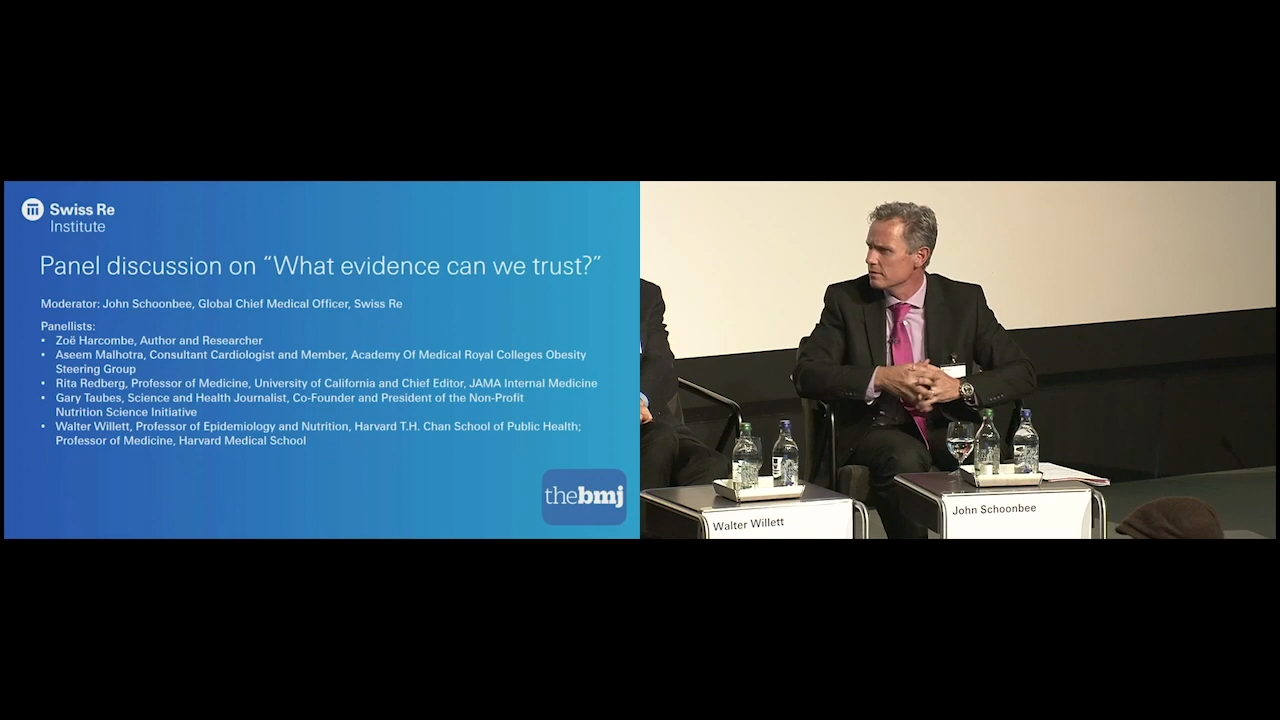 Swiss Re
Institute
Panel discussion on “What evidence can we trust?”
Moderator: John Schoonbee, Global Chief Medical Officer, Swiss Re
Panellists:
• Zoë Harcombe, Author and Researcher
• Aseem Malhotra, Consultant Cardiologist and Member, Academy Of Medical Royal Colleges Obesity
Steering Group
• Rita Redberg, Professor of Medicine, University of California and Chief Editor, JAMA Internal Medicine
• Gary Taubes, Science and Health Journalist, Co-Founder and President of the Non-Profit
Nutrition Science Initiative
• Walter Willett, Professor of Epidemiology and Nutrition, Harvard T.H. Chan School of Public Health;
Professor of Medicine, Harvard Medical School
thebmj
Walter Willett
John Schoonbee